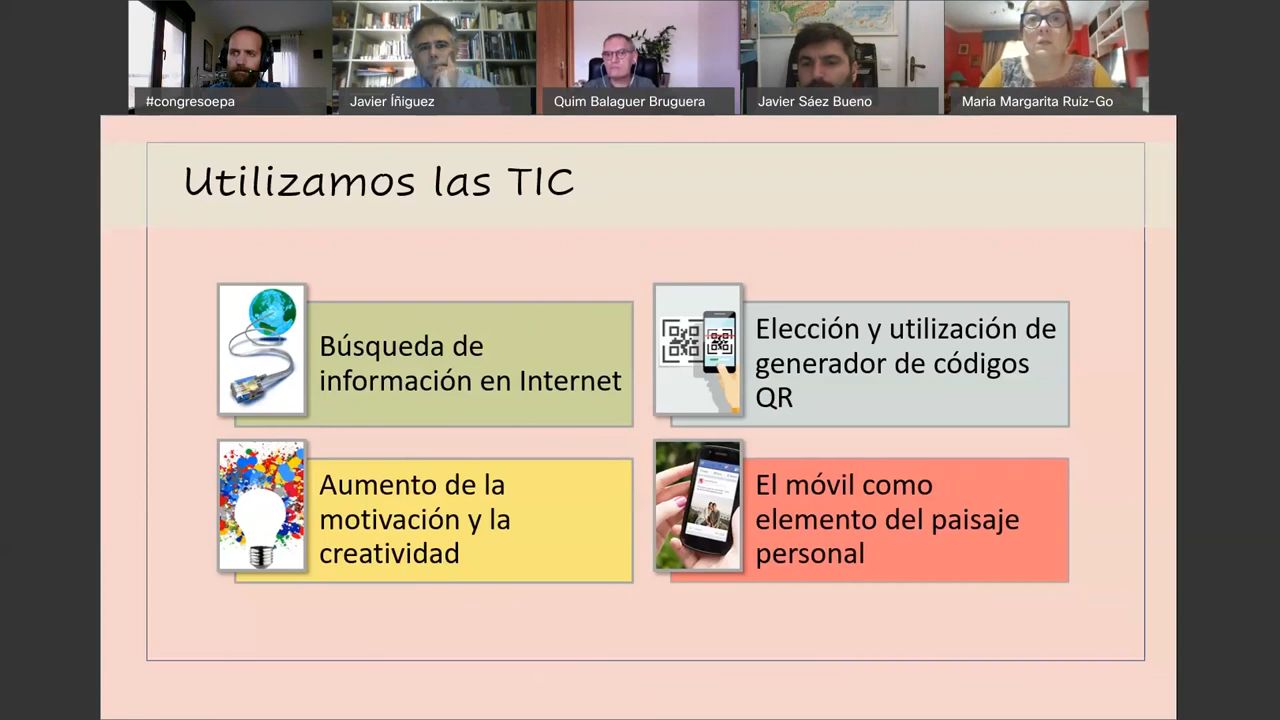 #congresoepa
Javier Íñiguez
Quim Balaguer Bruguera
Javier Sáez Bueno
Maria Margarita Ruiz-Go
Utilizamos las TIC
Búsqueda de
información en Internet
Elección y utilización de
generador de códigos
QR
Aumento de la
motivación y la
creatividad
El móvil como
elemento del paisaje
personal